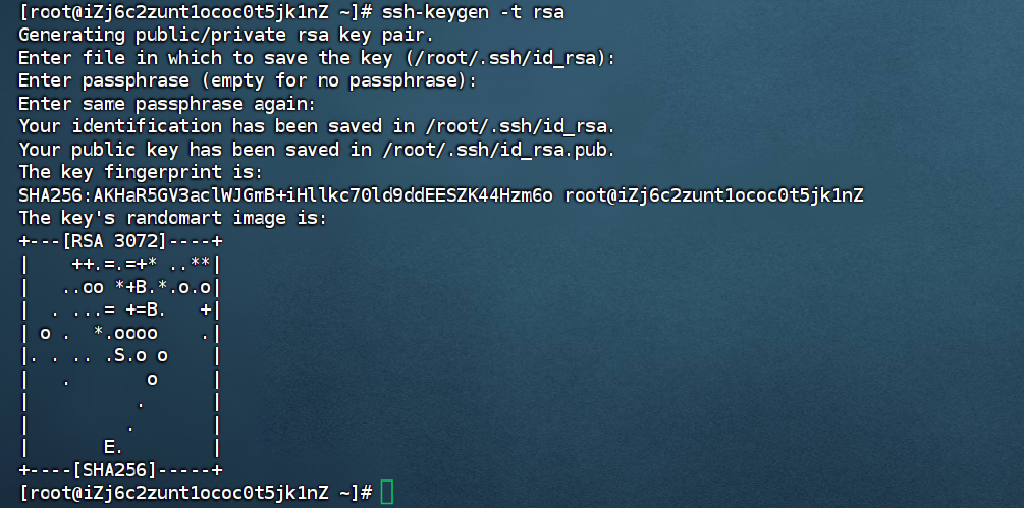 [root@iZj6c2zunt1ococ0t5jk1nZ ~]# ssh-keygen -t rsa
Generating public/private rsa key pair.
Enter file in which to save the key (/root/.ssh/id_rsa):
Enter passphrase (empty for no passphrase):
Enter same passphrase again:
Your identification has been saved in /root/.ssh/id_rsa.
Your public key has been saved in /root/.ssh/id_rsa.pub.
The key fingerprint is:
SHA256:AKHaR5GV3aclWJGmB+iHllkc70ld9ddEESZK44Hzm6o root@iZj6c2zunt1ococ0t5jk1nZ
The key's randomart image is:
+---[RSA 3072]----+
|    ++.=.=+* ..**|
|   ..oo *+B.*.o.o|
|  . ...= +=B.   +|
| o .  *.oooo    .|
|. . .. .S.o o    |
|   .       o     |
|          .      |
|         .       |
|       E.        |
+----[SHA256]-----+
[root@iZj6c2zunt1ococ0t5jk1nZ ~]#